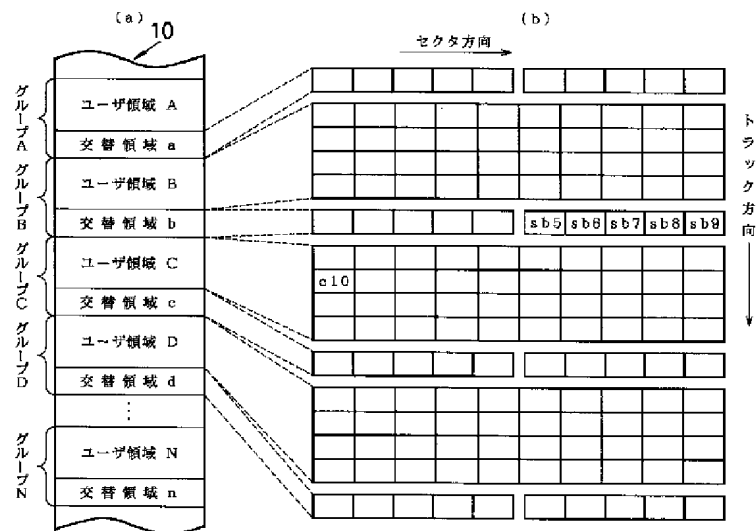 (a)
10
グループA
ユーザ領域 A
交替領域 a
グループB
ユーザ領域 B
交替領域 b
グループC
ユーザ領域 C
交替領域 c
グループD
ユーザ領域 D
交替領域 d
⋮
グループN
ユーザ領域 N
交替領域 n
(b)
セクタ方向
トラック方向
sb5 sb6 sb7 sb8 sb9
c10